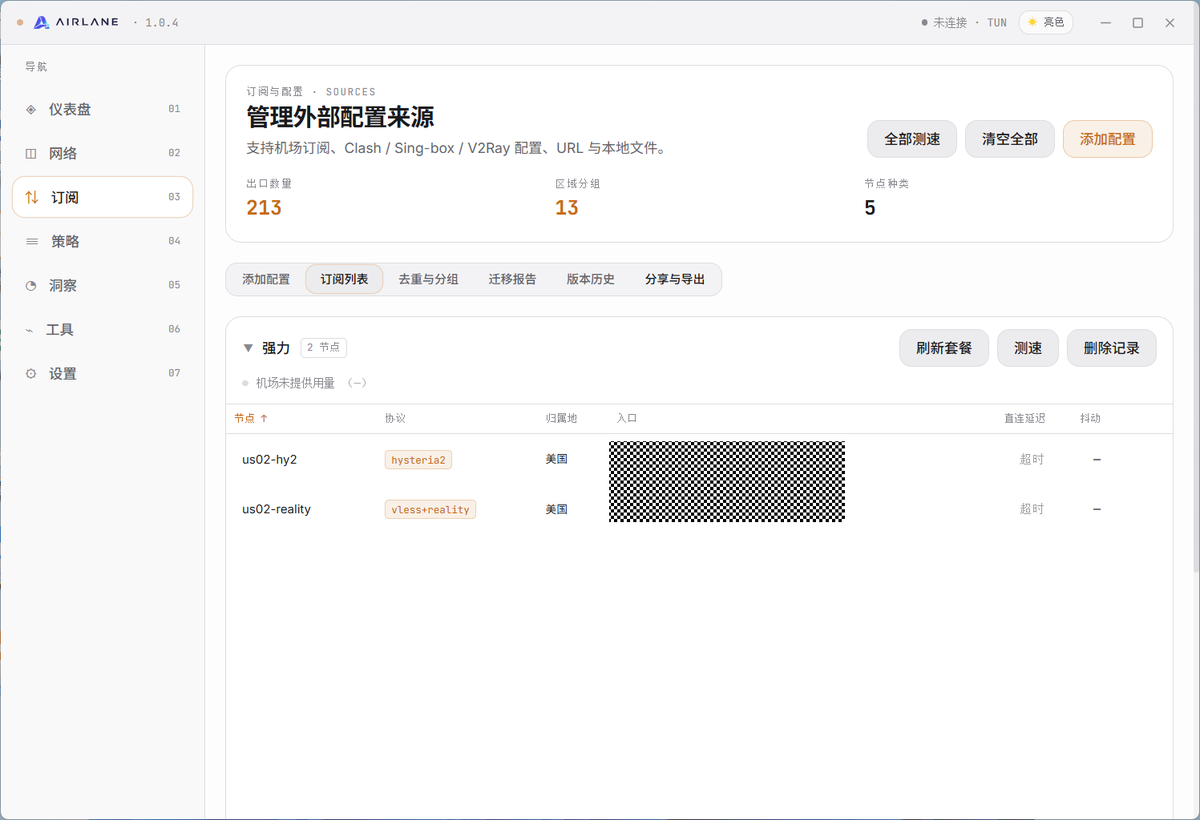 AIRLANE · 1.0.4
未连接 · TUN 亮色
导航
仪表盘 01
网络 02
订阅 03
策略 04
洞察 05
工具 06
设置 07
订阅与配置 · SOURCES
管理外部配置来源
支持机场订阅、Clash / Sing-box / V2Ray 配置、URL 与本地文件。
全部测速 清空全部 添加配置
出口数量 区域分组 节点种类
213 13 5
添加配置 订阅列表 去重与分组 迁移报告 版本历史 分享与导出
▼ 强力 2 节点
刷新套餐 测速 删除记录
机场未提供用量 (—)
节点 ↑ 协议 归属地 入口 直连延迟 抖动
us02-hy2 hysteria2 美国 超时 —
us02-reality vless+reality 美国 超时 —